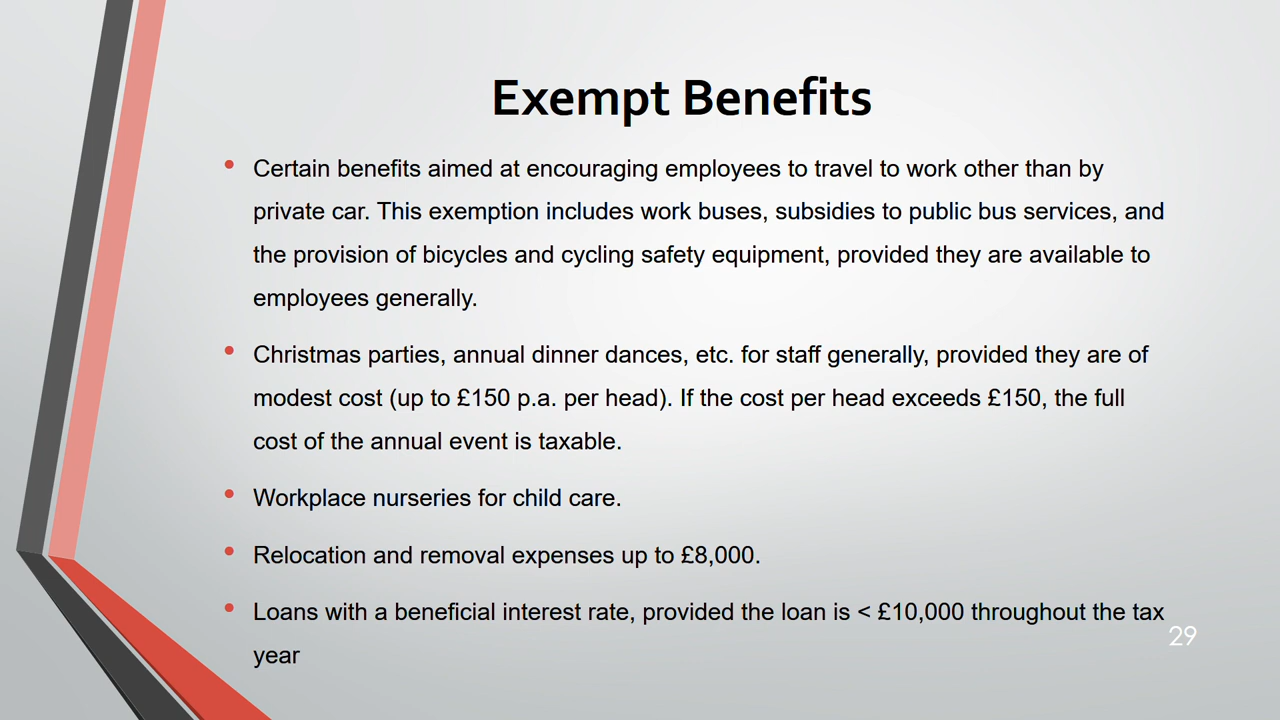 Exempt Benefits
• Certain benefits aimed at encouraging employees to travel to work other than by
private car. This exemption includes work buses, subsidies to public bus services, and
the provision of bicycles and cycling safety equipment, provided they are available to
employees generally.
• Christmas parties, annual dinner dances, etc. for staff generally, provided they are of
modest cost (up to £150 p.a. per head). If the cost per head exceeds £150, the full
cost of the annual event is taxable.
• Workplace nurseries for child care.
• Relocation and removal expenses up to £8,000.
• Loans with a beneficial interest rate, provided the loan is < £10,000 throughout the tax
year
29